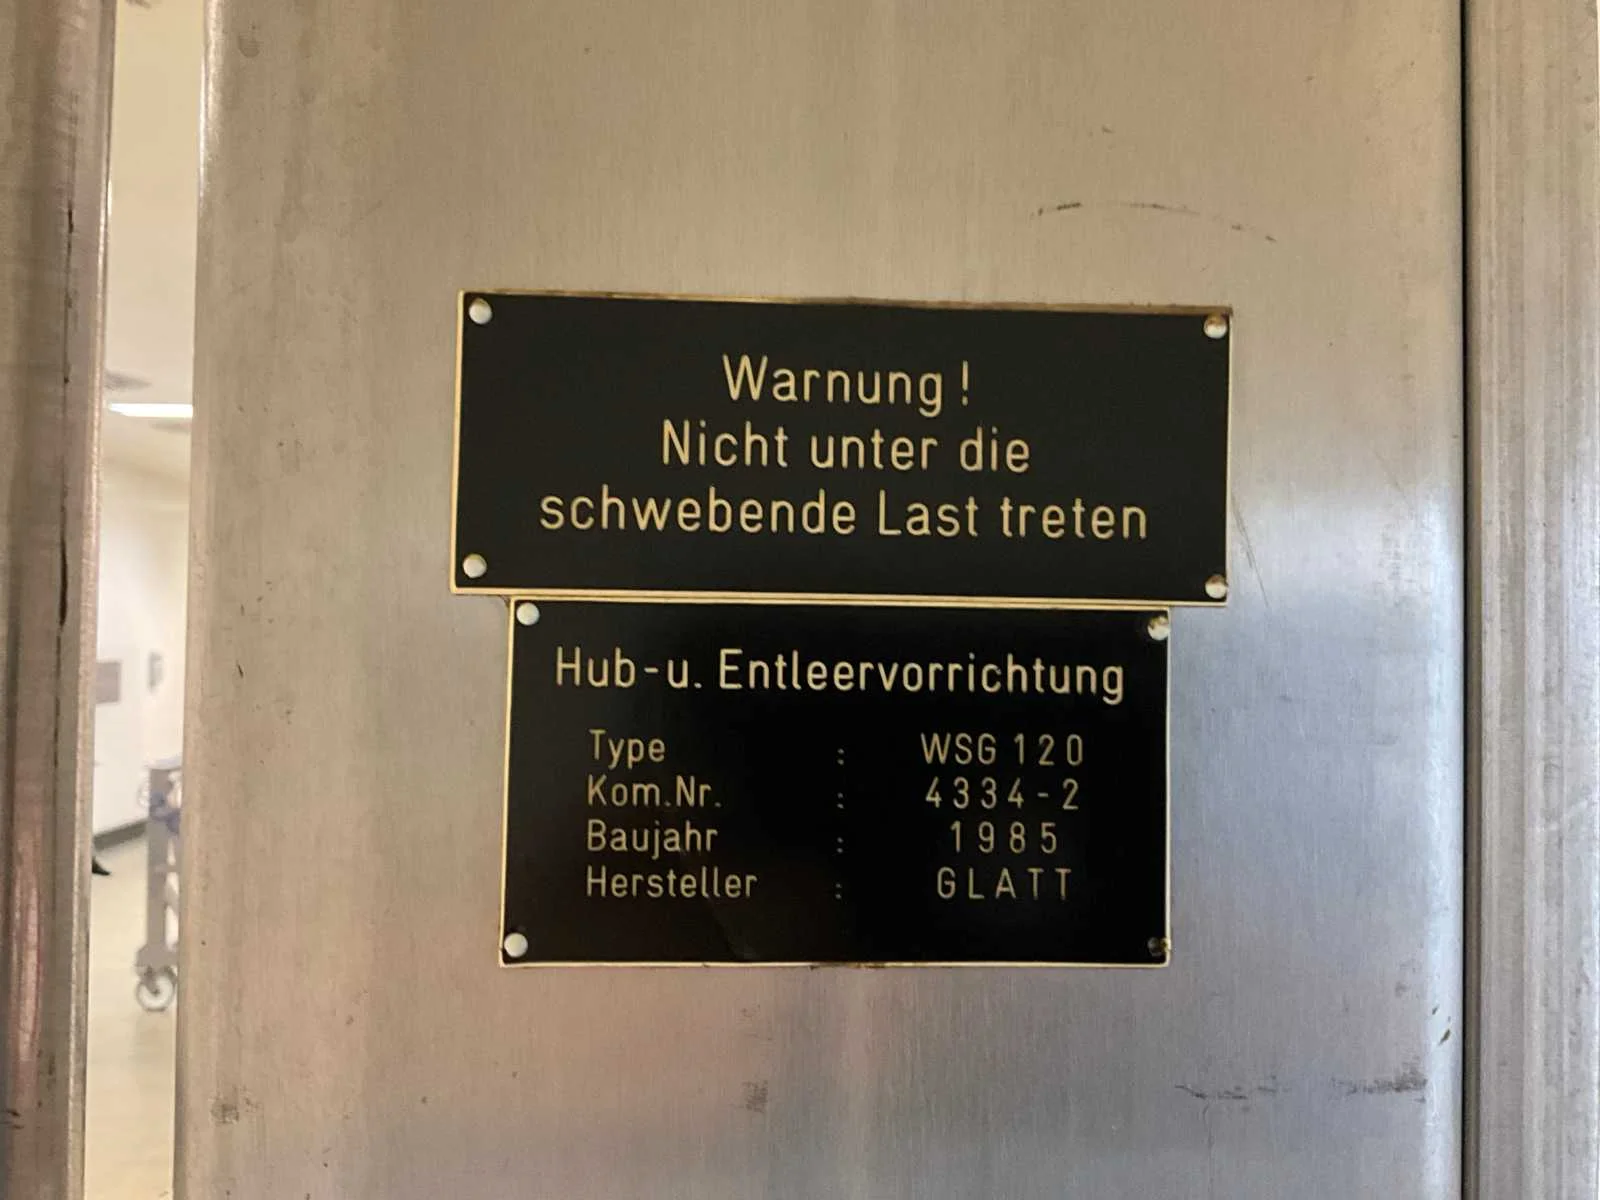 Warnung !
Nicht unter die
schwebende Last treten
Hub-u. Entleervorrichtung
Type : WSG 120
Kom.Nr. : 4334-2
Baujahr : 1985
Hersteller : GLATT